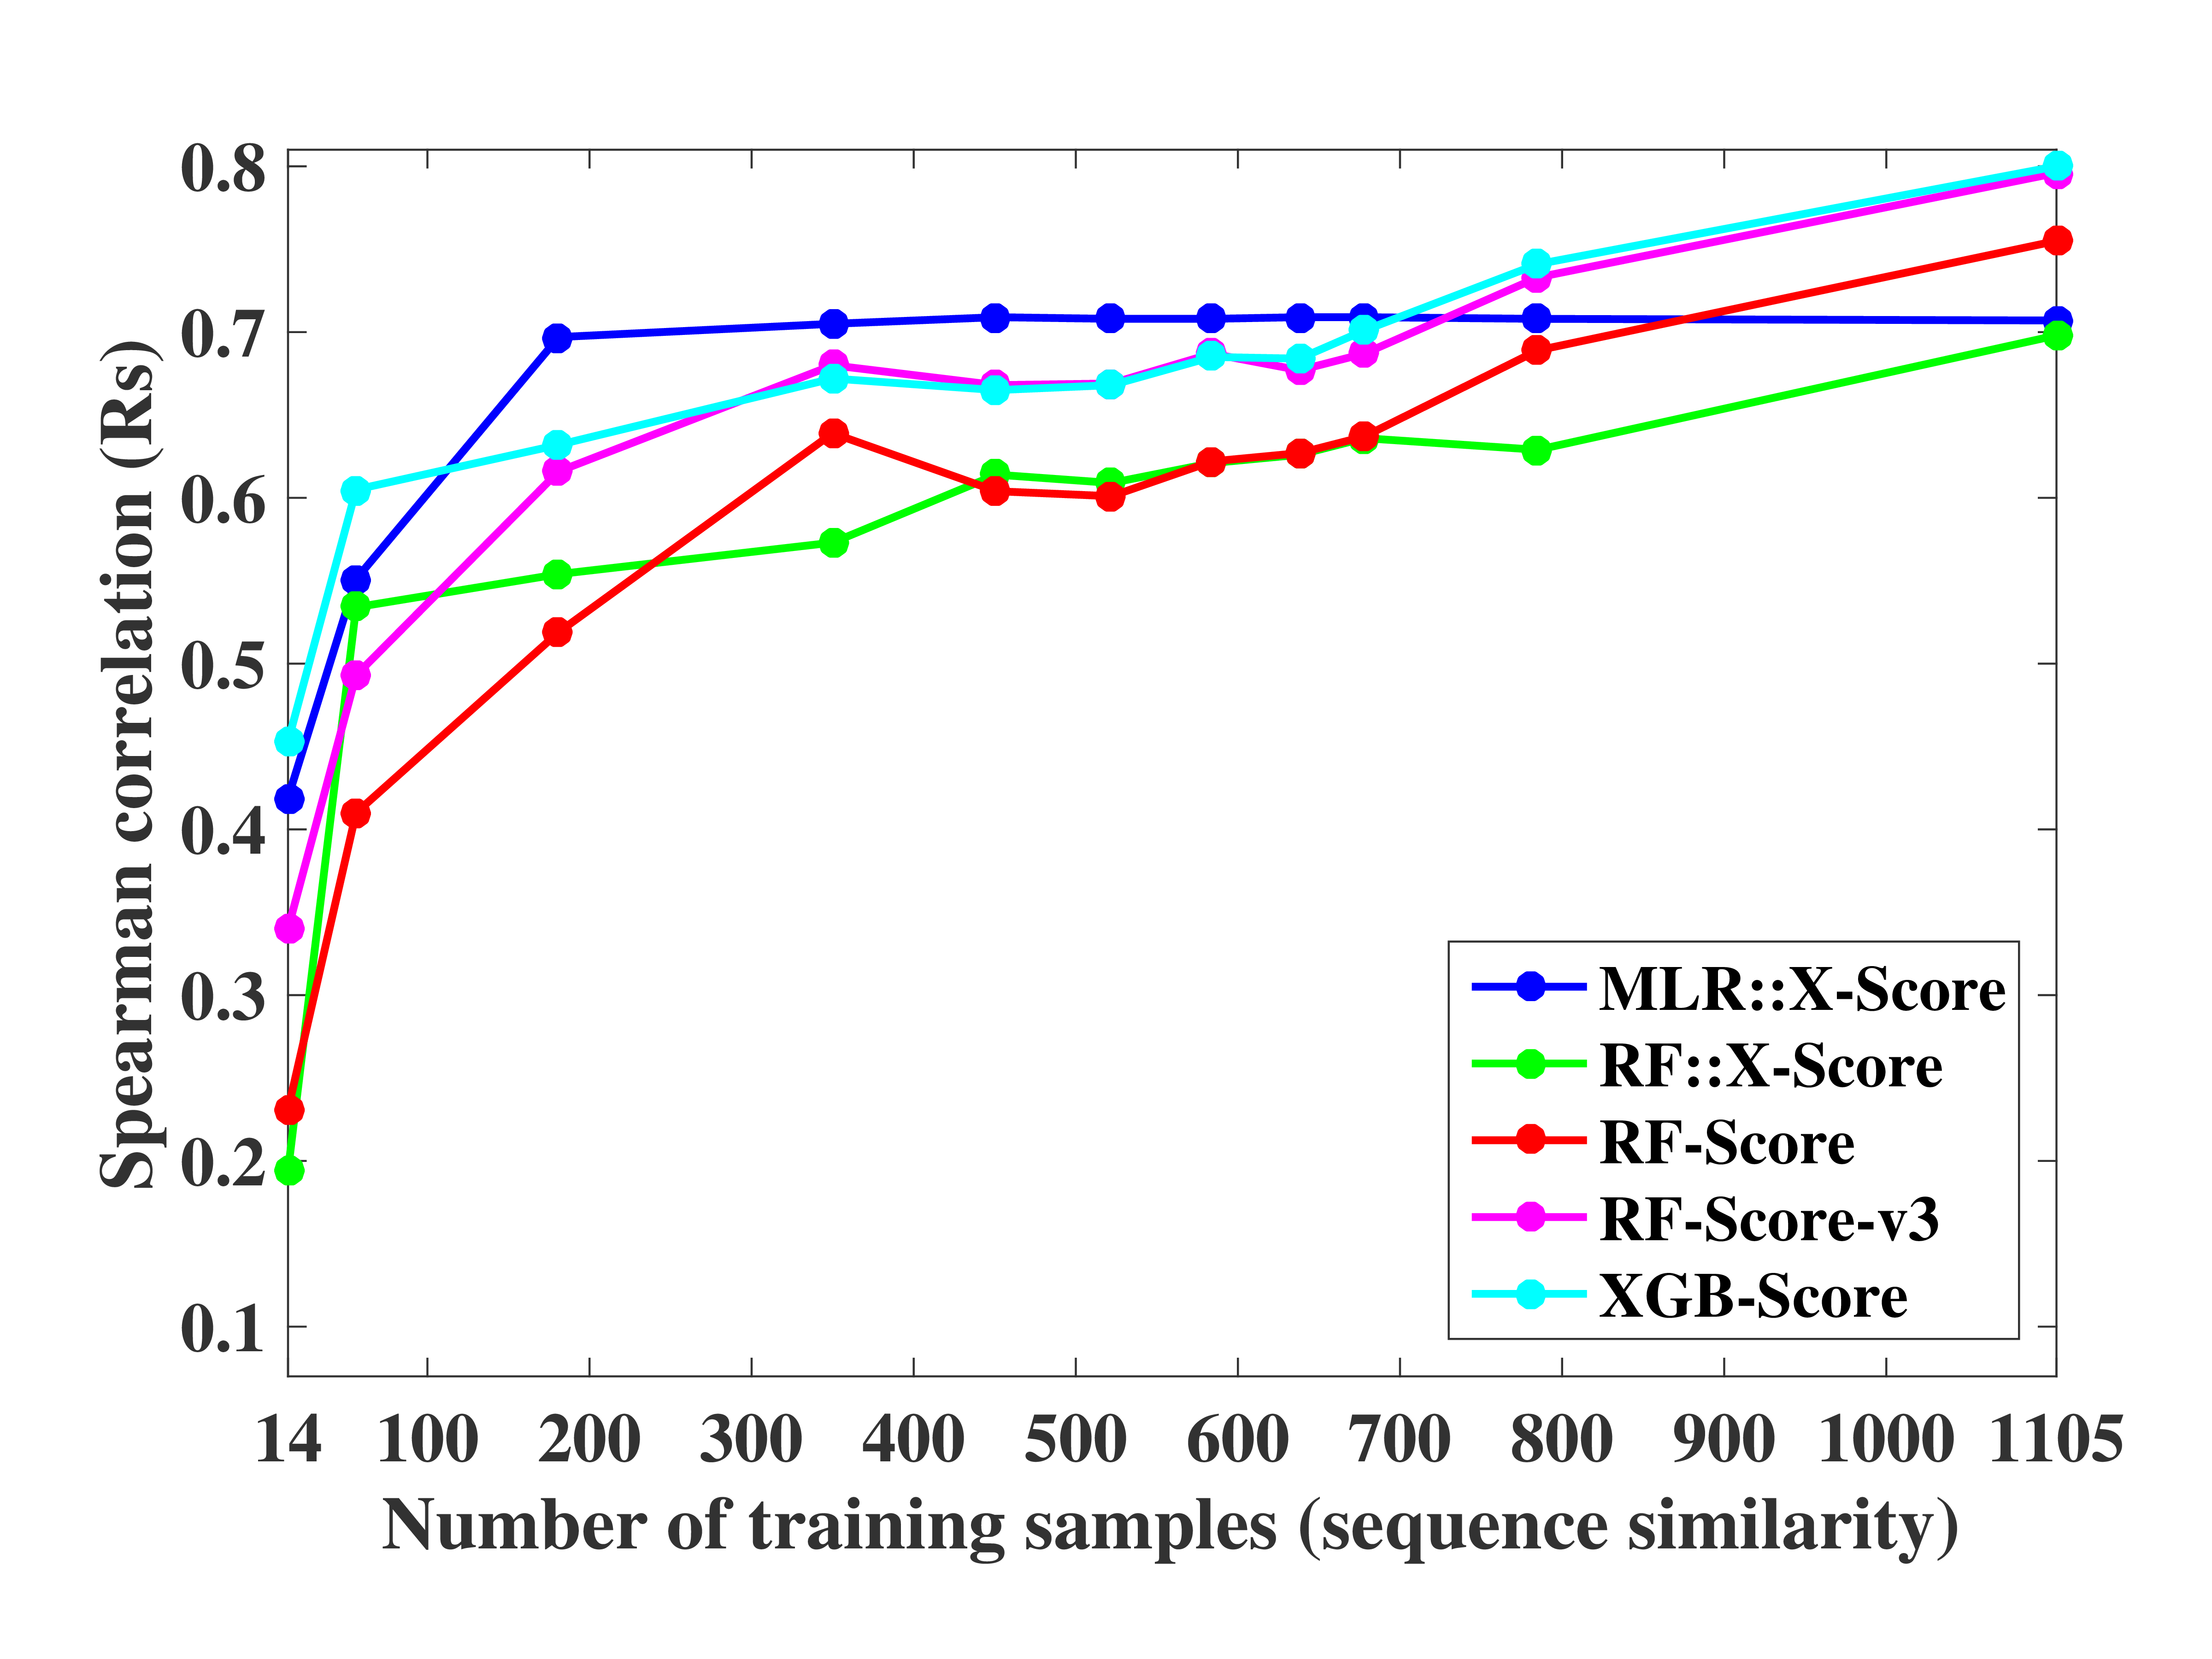 0.8
0.7
0.6
0.5
0.4
0.3
0.2
0.1
Spearman correlation (Rs)
MLR::X-Score
RF::X-Score
RF-Score
RF-Score-v3
XGB-Score
14 100 200 300 400 500 600 700 800 900 1000 1105
Number of training samples (sequence similarity)